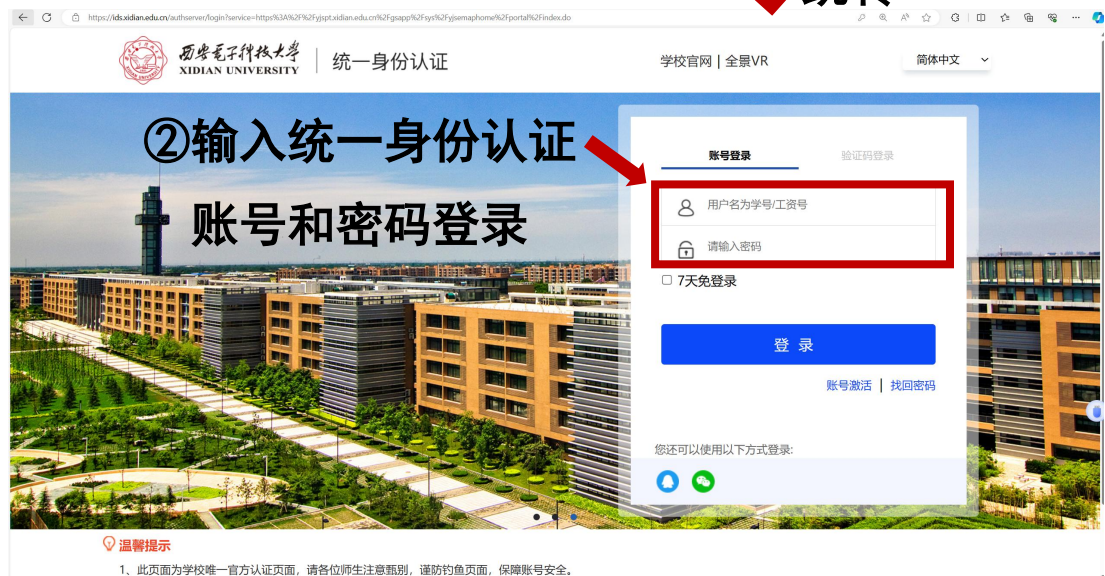 跳转
https://ids.xidian.edu.cn/authserver/login?service=https%3A%2F%2Fyjspt.xidian.edu.cn%2Fgsapp%2Fsys%2Fyjsemaphome%2Fportal%2Findex.do
西安电子科技大学
XIDIAN UNIVERSITY
统一身份认证
学校官网 | 全景VR
简体中文
②输入统一身份认证
账号和密码登录
账号登录
验证码登录
用户名为学号/工资号
请输入密码
7天免登录
登 录
账号激活 | 找回密码
您还可以使用以下方式登录:
温馨提示
1、此页面为学校唯一官方认证页面，请各位师生注意甄别，谨防钓鱼页面，保障账号安全。